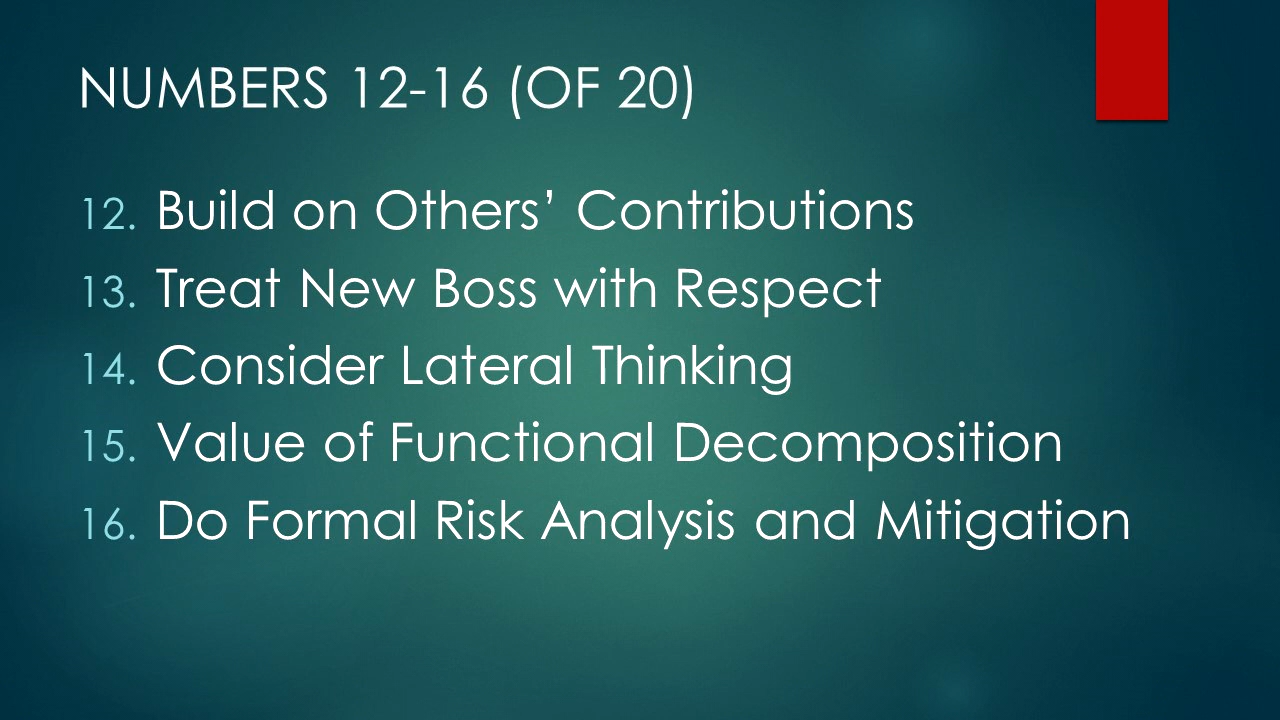 NUMBERS 12-16 (OF 20)
12. Build on Others’ Contributions
13. Treat New Boss with Respect
14. Consider Lateral Thinking
15. Value of Functional Decomposition
16. Do Formal Risk Analysis and Mitigation